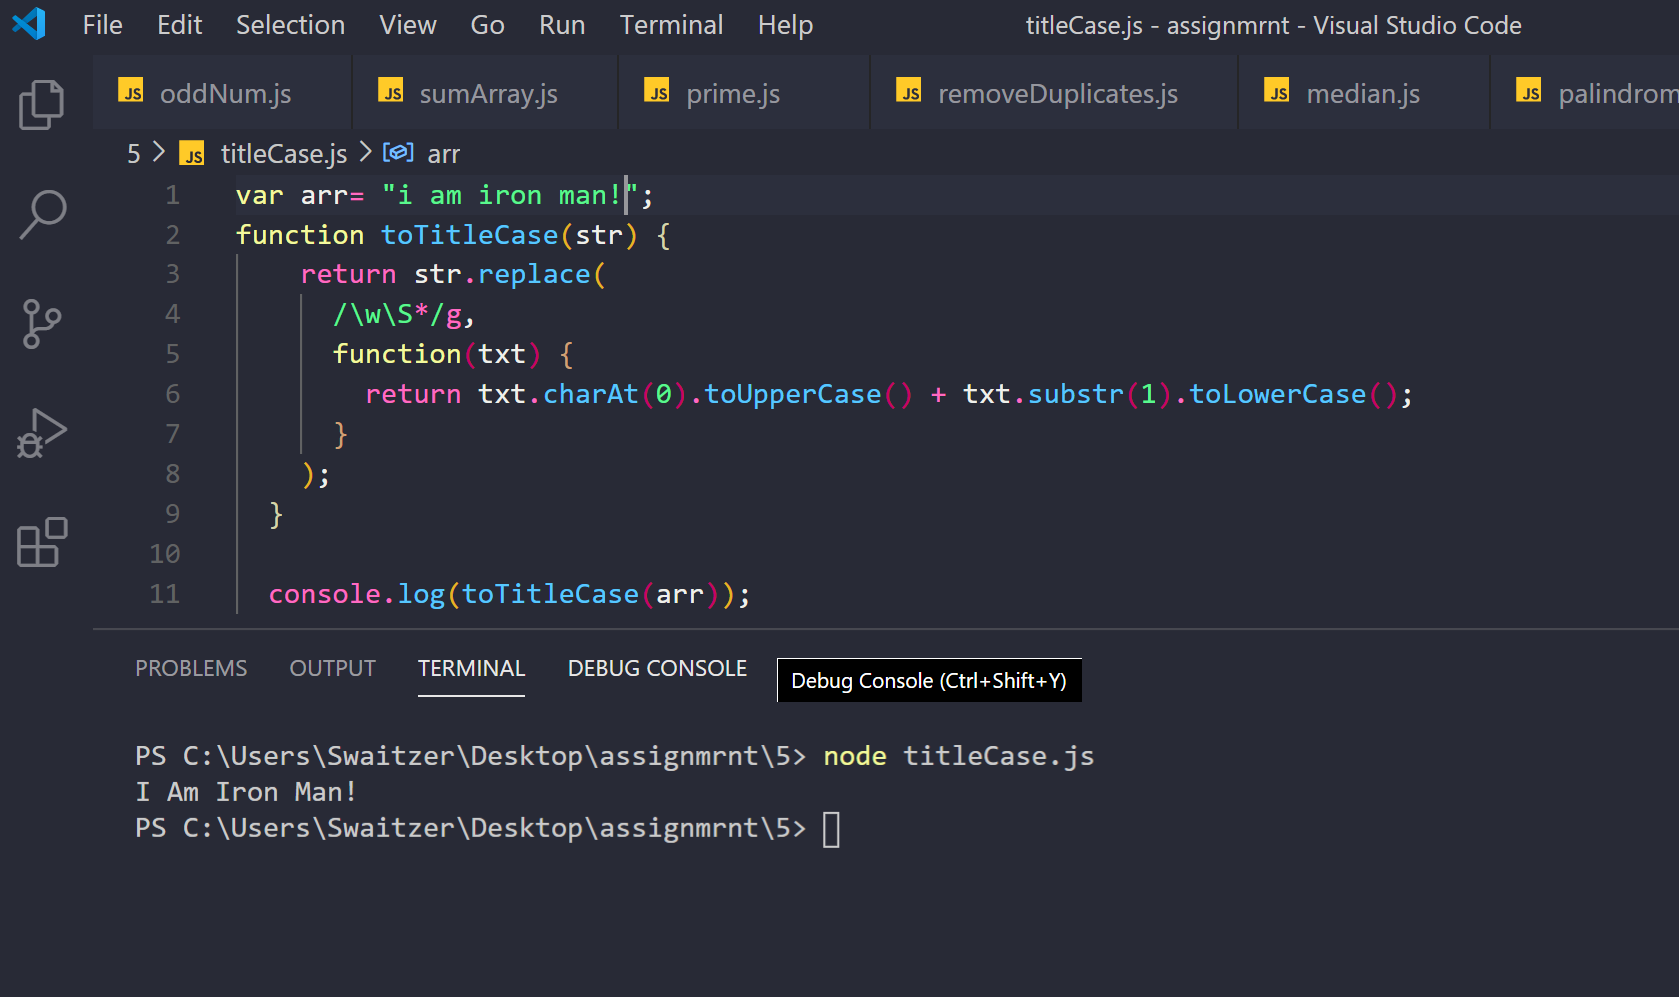 File Edit Selection View Go Run Terminal Help titleCase.js - assignmrnt - Visual Studio Code
JS oddNum.js JS sumArray.js JS prime.js JS removeDuplicates.js JS median.js JS palindrom
5 > JS titleCase.js > arr
1 var arr= "i am iron man!";
2 function toTitleCase(str) {
3 return str.replace(
4 /\w\S*/g,
5 function(txt) {
6 return txt.charAt(0).toUpperCase() + txt.substr(1).toLowerCase();
7 }
8 );
9 }
10
11 console.log(toTitleCase(arr));
PROBLEMS OUTPUT TERMINAL DEBUG CONSOLE Debug Console (Ctrl+Shift+Y)
PS C:\Users\Swaitzer\Desktop\assignmrnt\5> node titleCase.js
I Am Iron Man!
PS C:\Users\Swaitzer\Desktop\assignmrnt\5>